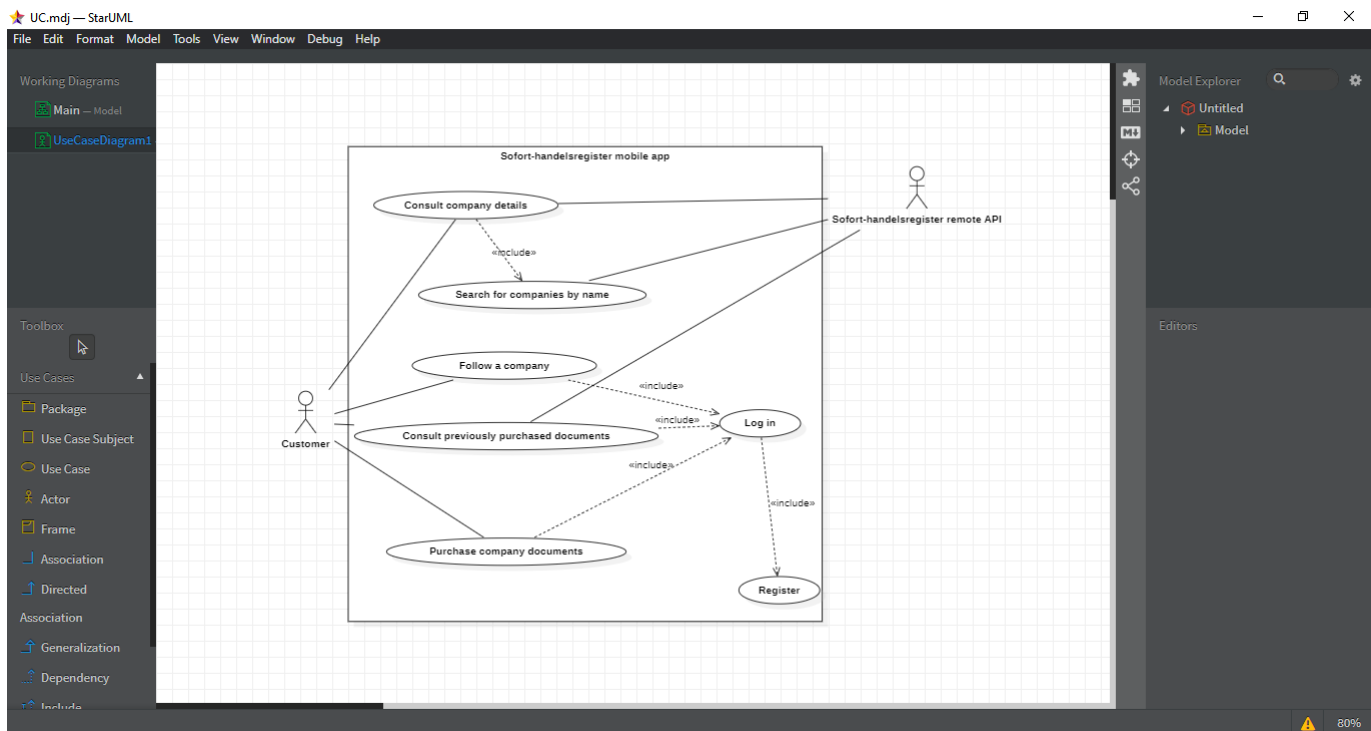 UC.mdj — StarUML
File Edit Format Model Tools View Window Debug Help
Working Diagrams
Main — Model
UseCaseDiagram1
Toolbox
Use Cases
Package
Use Case Subject
Use Case
Actor
Frame
Association
Directed
Association
Generalization
Dependency
Include
Sofort-handelsregister mobile app
Consult company details
«include»
Search for companies by name
Follow a company
«include»
«include»
Consult previously purchased documents
Log in
«include»
«include»
Purchase company documents
Register
Customer
Sofort-handelsregister remote API
M↓
Model Explorer
Untitled
Model
Editors
80%